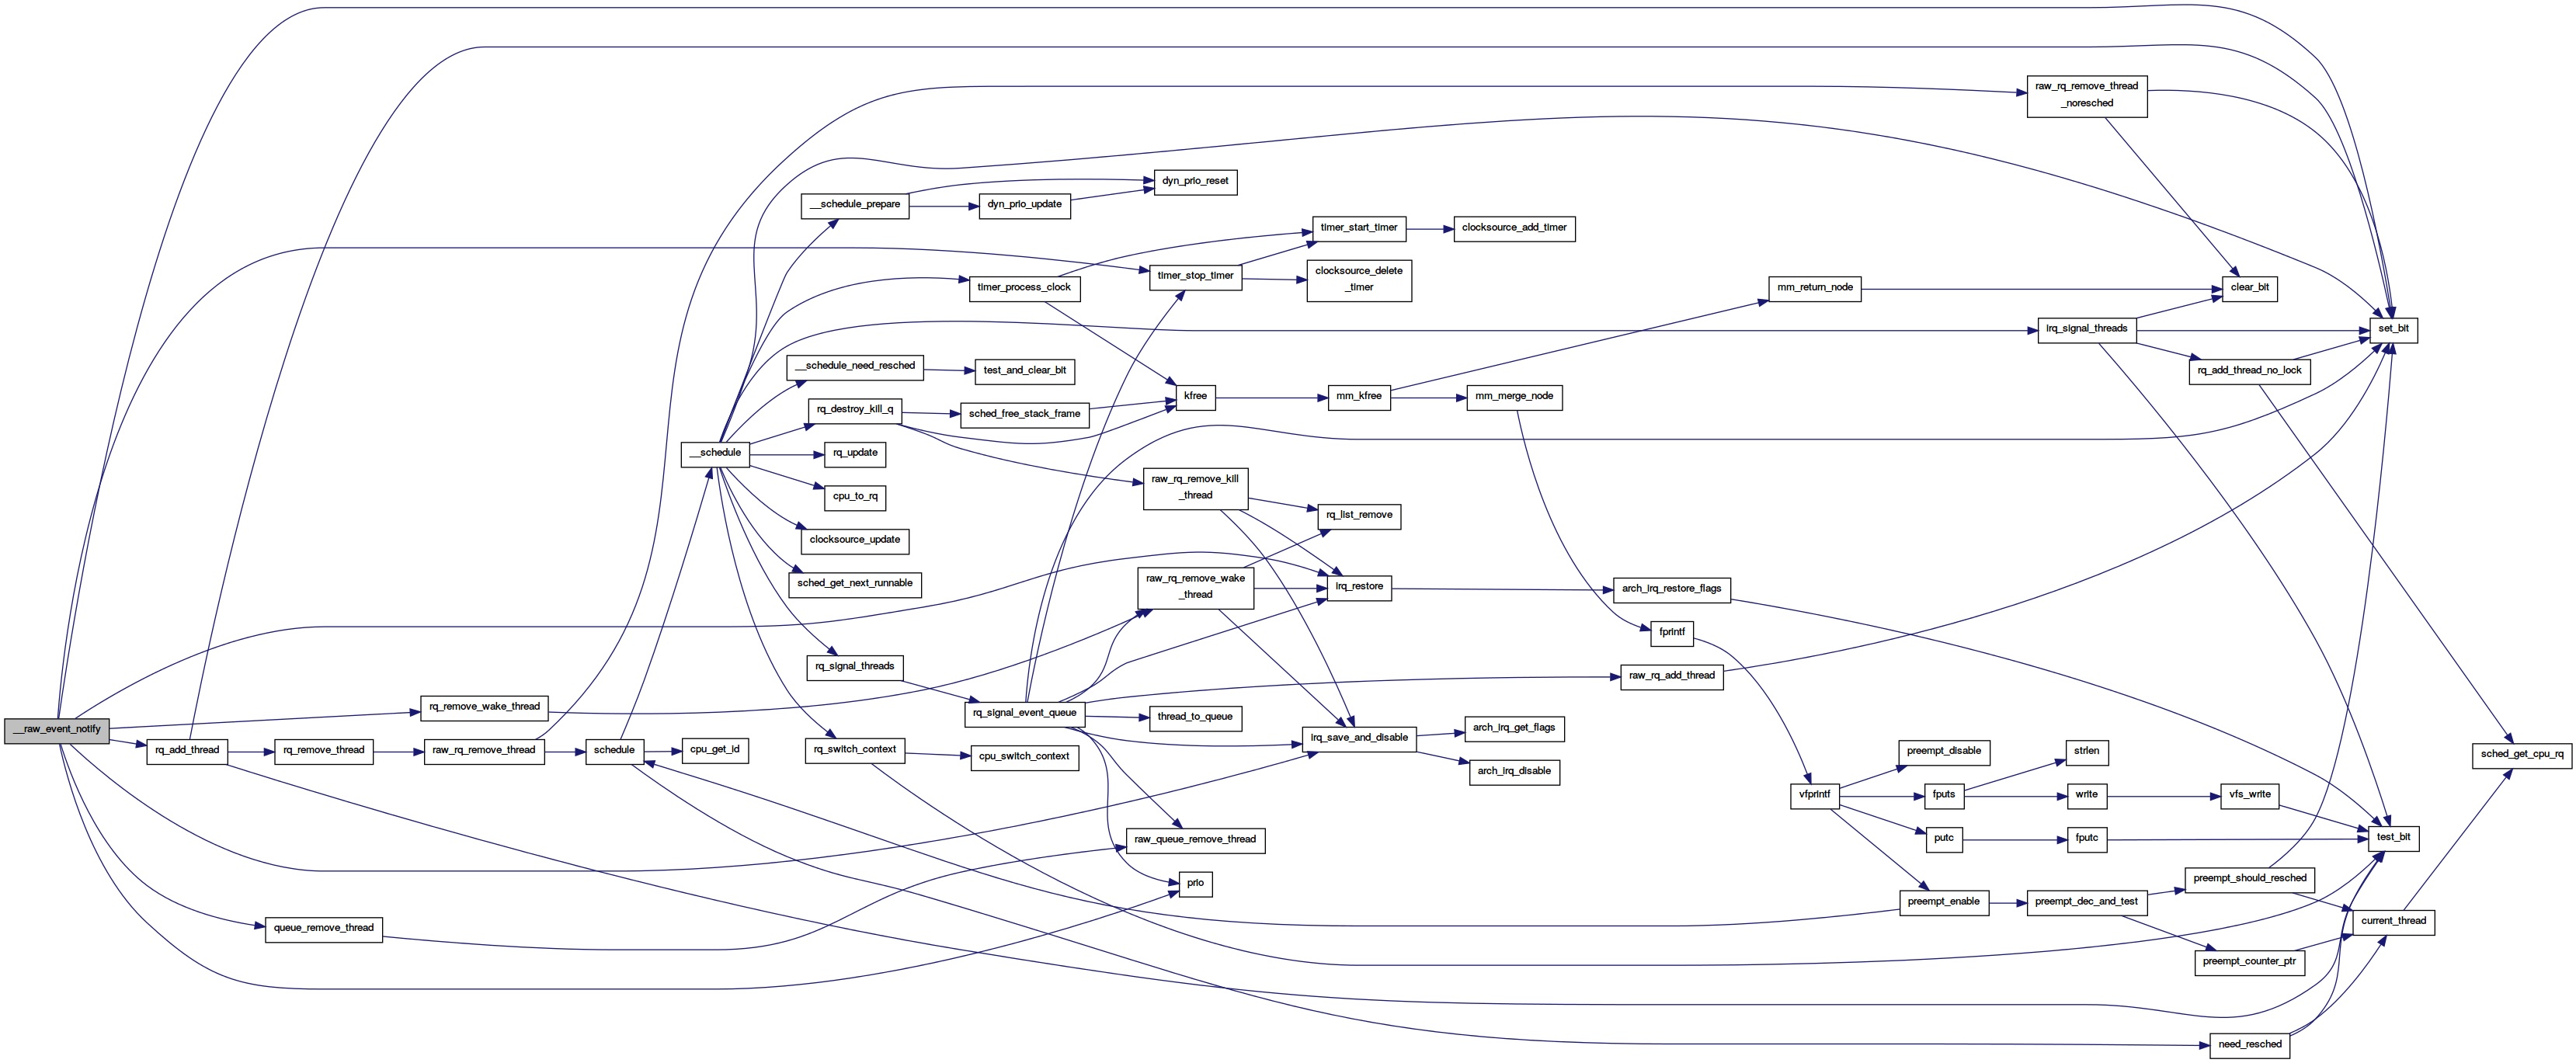 raw_rq_remove_thread
_noresched
dyn_prio_reset
__schedule_prepare
dyn_prio_update
timer_start_timer
clocksource_add_timer
timer_stop_timer
clocksource_delete
_timer
timer_process_clock
mm_return_node
clear_bit
irq_signal_threads
set_bit
__schedule_need_resched
test_and_clear_bit
rq_add_thread_no_lock
kfree
mm_kfree
mm_merge_node
rq_destroy_kill_q
sched_free_stack_frame
__schedule
rq_update
raw_rq_remove_kill
_thread
cpu_to_rq
rq_list_remove
clocksource_update
sched_get_next_runnable
raw_rq_remove_wake
_thread
irq_restore
arch_irq_restore_flags
fprintf
rq_signal_threads
raw_rq_add_thread
rq_remove_wake_thread
rq_signal_event_queue
thread_to_queue
__raw_event_notify
arch_irq_get_flags
irq_save_and_disable
rq_add_thread
rq_remove_thread
raw_rq_remove_thread
schedule
cpu_get_id
rq_switch_context
cpu_switch_context
preempt_disable
strlen
sched_get_cpu_rq
arch_irq_disable
vfprintf
fputs
write
vfs_write
raw_queue_remove_thread
putc
fputc
test_bit
prio
preempt_should_resched
preempt_enable
preempt_dec_and_test
queue_remove_thread
current_thread
preempt_counter_ptr
need_resched